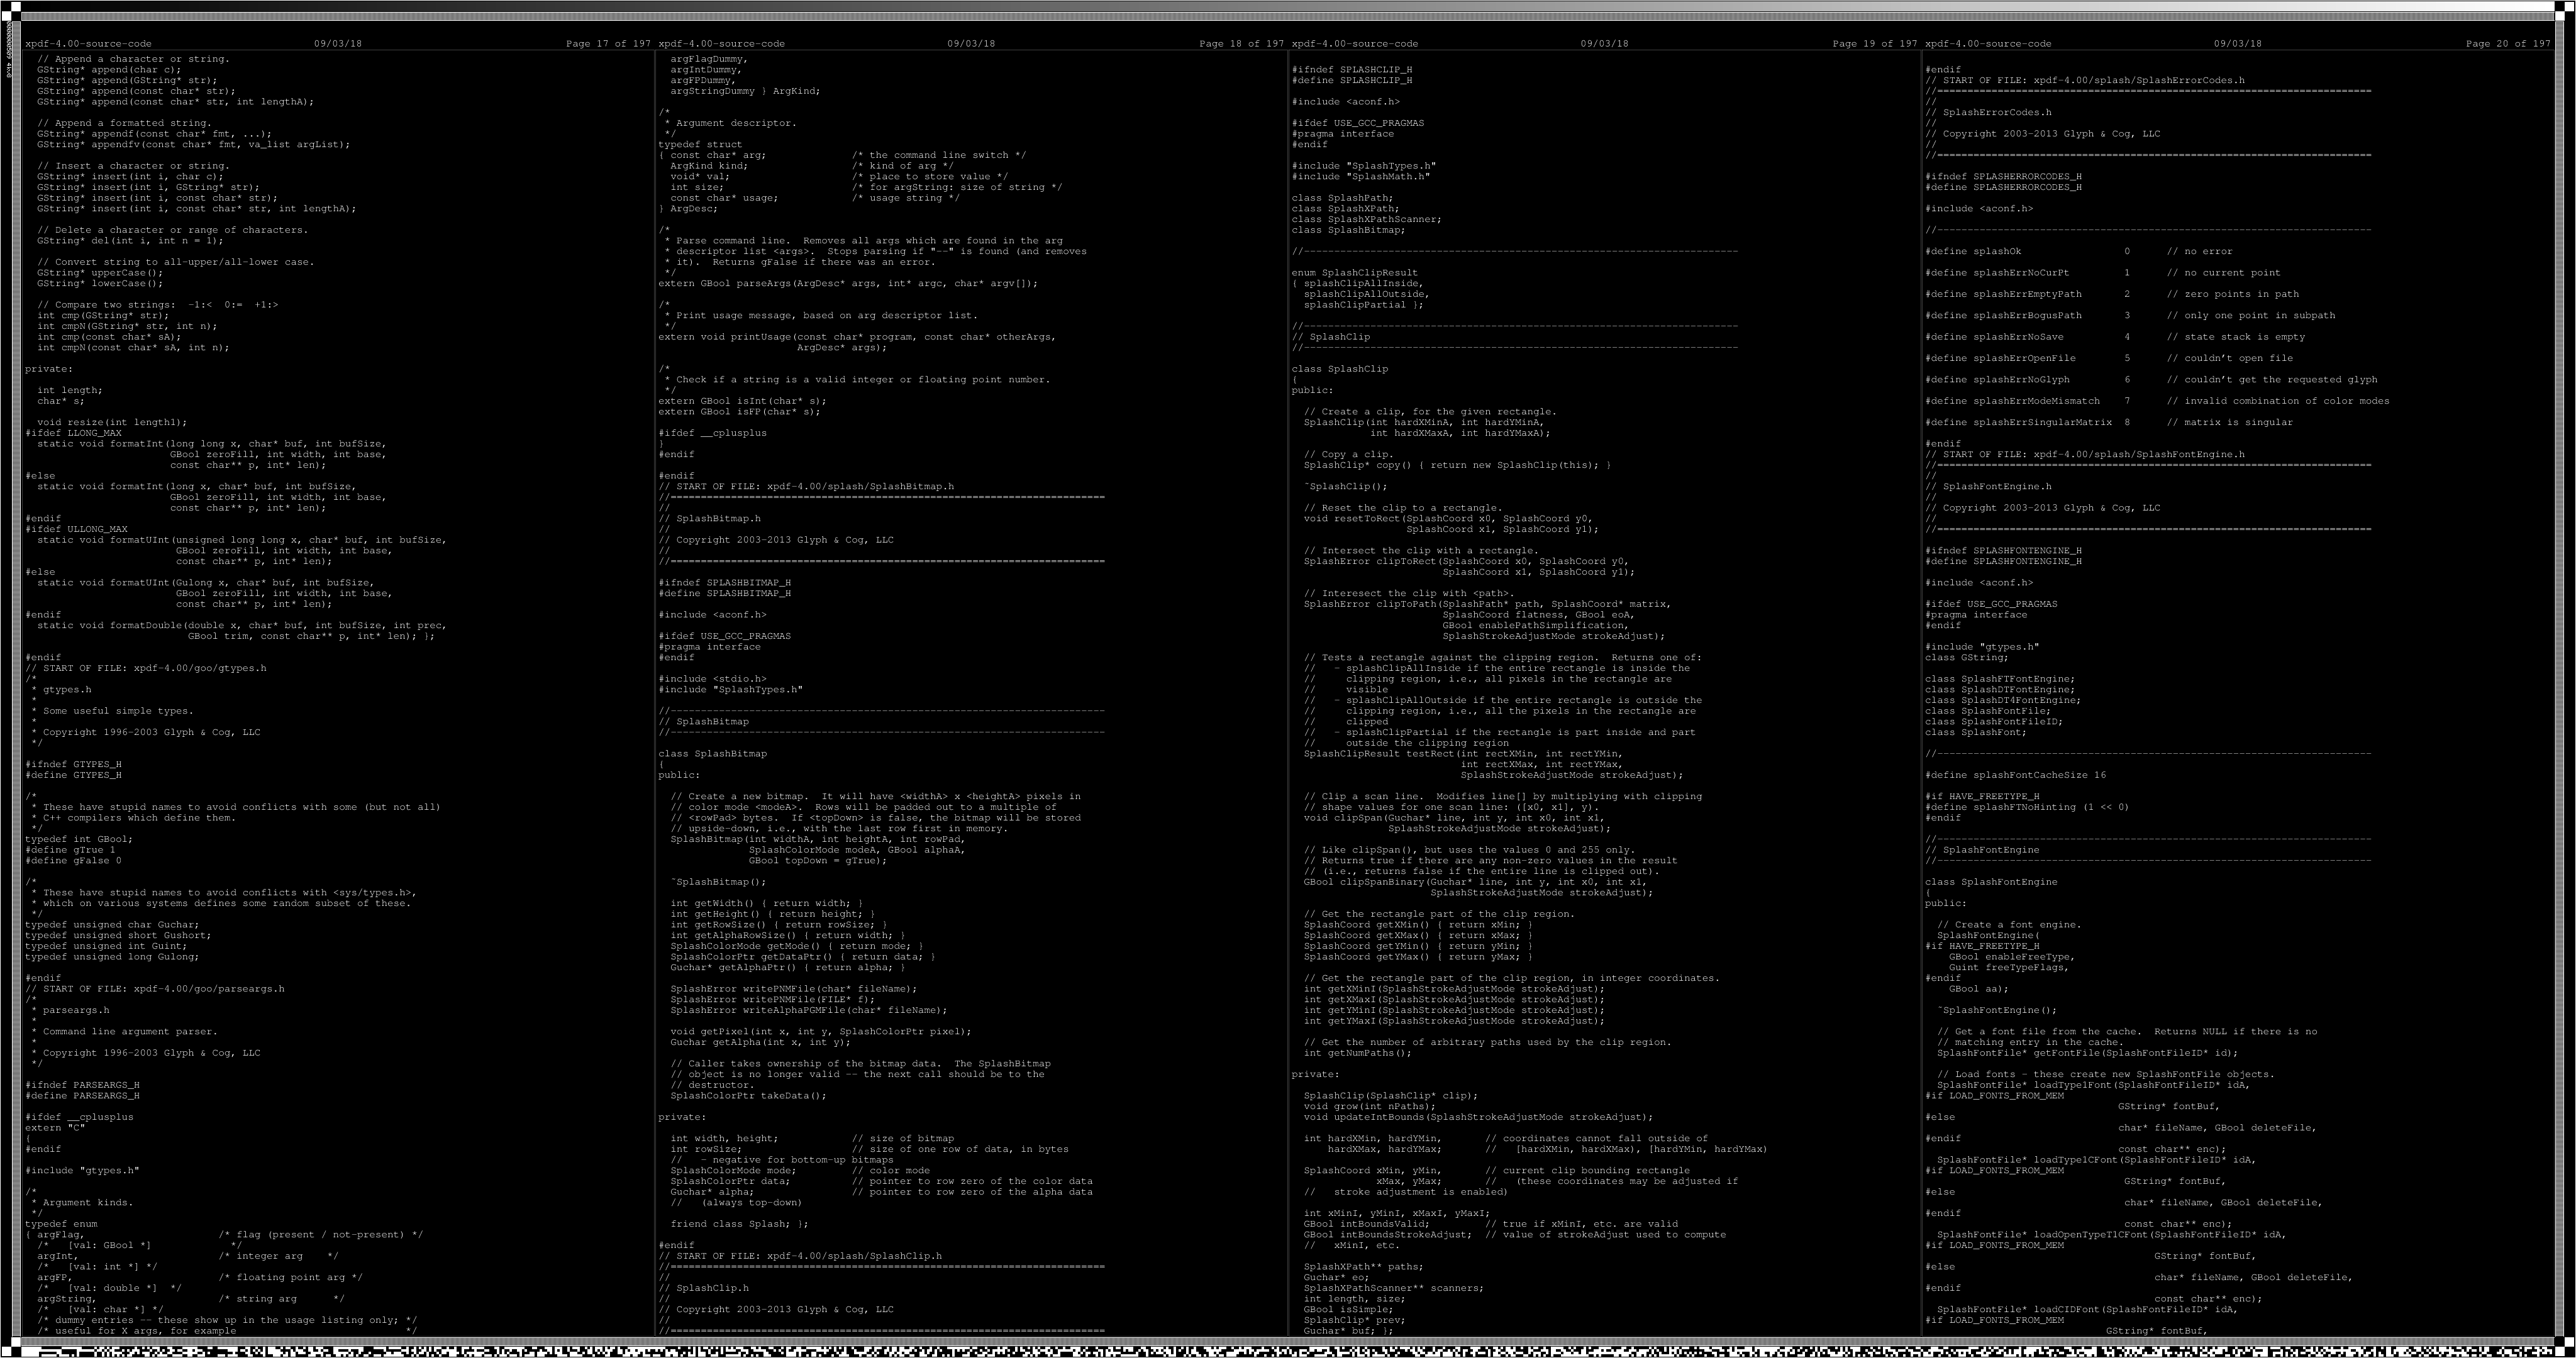 xpdf-4.00-source-code 09/03/18 Page 17 of 197
// Append a character or string.
GString* append(char c);
GString* append(GString* str);
GString* append(const char* str);
GString* append(const char* str, int lengthA);
// Append a formatted string.
GString* appendf(const char* fmt, ...);
GString* appendfv(const char* fmt, va_list argList);
// Insert a character or string.
GString* insert(int i, char c);
GString* insert(int i, GString* str);
GString* insert(int i, const char* str);
GString* insert(int i, const char* str, int lengthA);
// Delete a character or range of characters.
GString* del(int i, int n = 1);
// Convert string to all-upper/all-lower case.
GString* upperCase();
GString* lowerCase();
// Compare two strings:  -1:<  0:=  +1:>
int cmp(GString* str);
int cmpN(GString* str, int n);
int cmp(const char* sA);
int cmpN(const char* sA, int n);
private:
int length;
char* s;
void resize(int length1);
#ifdef LLONG_MAX
static void formatInt(long long x, char* buf, int bufSize,
GBool zeroFill, int width, int base,
const char** p, int* len);
#else
static void formatInt(long x, char* buf, int bufSize,
GBool zeroFill, int width, int base,
const char** p, int* len);
#endif
#ifdef ULLONG_MAX
static void formatUInt(unsigned long long x, char* buf, int bufSize,
GBool zeroFill, int width, int base,
const char** p, int* len);
#else
static void formatUInt(Gulong x, char* buf, int bufSize,
GBool zeroFill, int width, int base,
const char** p, int* len);
#endif
static void formatDouble(double x, char* buf, int bufSize, int prec,
GBool trim, const char** p, int* len); };
#endif
// START OF FILE: xpdf-4.00/goo/gtypes.h
/*
* gtypes.h
*
* Some useful simple types.
*
* Copyright 1996-2003 Glyph & Cog, LLC
*/
#ifndef GTYPES_H
#define GTYPES_H
/*
* These have stupid names to avoid conflicts with some (but not all)
* C++ compilers which define them.
*/
typedef int GBool;
#define gTrue 1
#define gFalse 0
/*
* These have stupid names to avoid conflicts with <sys/types.h>,
* which on various systems defines some random subset of these.
*/
typedef unsigned char Guchar;
typedef unsigned short Gushort;
typedef unsigned int Guint;
typedef unsigned long Gulong;
#endif
// START OF FILE: xpdf-4.00/goo/parseargs.h
/*
* parseargs.h
*
* Command line argument parser.
*
* Copyright 1996-2003 Glyph & Cog, LLC
*/
#ifndef PARSEARGS_H
#define PARSEARGS_H
#ifdef __cplusplus
extern "C"
{
#endif
#include "gtypes.h"
/*
* Argument kinds.
*/
typedef enum
{ argFlag, /* flag (present / not-present) */
/*   [val: GBool *] */
argInt, /* integer arg */
/*   [val: int *] */
argFP, /* floating point arg */
/*   [val: double *]  */
argString, /* string arg */
/*   [val: char *] */
/* dummy entries -- these show up in the usage listing only; */
/* useful for X args, for example */
xpdf-4.00-source-code 09/03/18 Page 18 of 197
argFlagDummy,
argIntDummy,
argFPDummy,
argStringDummy } ArgKind;
/*
* Argument descriptor.
*/
typedef struct
{ const char* arg; /* the command line switch */
ArgKind kind; /* kind of arg */
void* val; /* place to store value */
int size; /* for argString: size of string */
const char* usage; /* usage string */
} ArgDesc;
/*
* Parse command line.  Removes all args which are found in the arg
* descriptor list <args>.  Stops parsing if "--" is found (and removes
* it).  Returns gFalse if there was an error.
*/
extern GBool parseArgs(ArgDesc* args, int* argc, char* argv[]);
/*
* Print usage message, based on arg descriptor list.
*/
extern void printUsage(const char* program, const char* otherArgs,
ArgDesc* args);
/*
* Check if a string is a valid integer or floating point number.
*/
extern GBool isInt(char* s);
extern GBool isFP(char* s);
#ifdef __cplusplus
}
#endif
#endif
// START OF FILE: xpdf-4.00/splash/SplashBitmap.h
//========================================================================
//
// SplashBitmap.h
//
// Copyright 2003-2013 Glyph & Cog, LLC
//
//========================================================================
#ifndef SPLASHBITMAP_H
#define SPLASHBITMAP_H
#include <aconf.h>
#ifdef USE_GCC_PRAGMAS
#pragma interface
#endif
#include <stdio.h>
#include "SplashTypes.h"
//------------------------------------------------------------------------
// SplashBitmap
//------------------------------------------------------------------------
class SplashBitmap
{
public:
// Create a new bitmap.  It will have <widthA> x <heightA> pixels in
// color mode <modeA>.  Rows will be padded out to a multiple of
// <rowPad> bytes.  If <topDown> is false, the bitmap will be stored
// upside-down, i.e., with the last row first in memory.
SplashBitmap(int widthA, int heightA, int rowPad,
SplashColorMode modeA, GBool alphaA,
GBool topDown = gTrue);
~SplashBitmap();
int getWidth() { return width; }
int getHeight() { return height; }
int getRowSize() { return rowSize; }
int getAlphaRowSize() { return width; }
SplashColorMode getMode() { return mode; }
SplashColorPtr getDataPtr() { return data; }
Guchar* getAlphaPtr() { return alpha; }
SplashError writePNMFile(char* fileName);
SplashError writePNMFile(FILE* f);
SplashError writeAlphaPGMFile(char* fileName);
void getPixel(int x, int y, SplashColorPtr pixel);
Guchar getAlpha(int x, int y);
// Caller takes ownership of the bitmap data.  The SplashBitmap
// object is no longer valid -- the next call should be to the
// destructor.
SplashColorPtr takeData();
private:
int width, height; // size of bitmap
int rowSize; // size of one row of data, in bytes
//   - negative for bottom-up bitmaps
SplashColorMode mode; // color mode
SplashColorPtr data; // pointer to row zero of the color data
Guchar* alpha; // pointer to row zero of the alpha data
//   (always top-down)
friend class Splash; };
#endif
// START OF FILE: xpdf-4.00/splash/SplashClip.h
//========================================================================
//
// SplashClip.h
//
// Copyright 2003-2013 Glyph & Cog, LLC
//
//========================================================================
xpdf-4.00-source-code 09/03/18 Page 19 of 197
#ifndef SPLASHCLIP_H
#define SPLASHCLIP_H
#include <aconf.h>
#ifdef USE_GCC_PRAGMAS
#pragma interface
#endif
#include "SplashTypes.h"
#include "SplashMath.h"
class SplashPath;
class SplashXPath;
class SplashXPathScanner;
class SplashBitmap;
//------------------------------------------------------------------------
enum SplashClipResult
{ splashClipAllInside,
splashClipAllOutside,
splashClipPartial };
//------------------------------------------------------------------------
// SplashClip
//------------------------------------------------------------------------
class SplashClip
{
public:
// Create a clip, for the given rectangle.
SplashClip(int hardXMinA, int hardYMinA,
int hardXMaxA, int hardYMaxA);
// Copy a clip.
SplashClip* copy() { return new SplashClip(this); }
~SplashClip();
// Reset the clip to a rectangle.
void resetToRect(SplashCoord x0, SplashCoord y0,
SplashCoord x1, SplashCoord y1);
// Intersect the clip with a rectangle.
SplashError clipToRect(SplashCoord x0, SplashCoord y0,
SplashCoord x1, SplashCoord y1);
// Interesect the clip with <path>.
SplashError clipToPath(SplashPath* path, SplashCoord* matrix,
SplashCoord flatness, GBool eoA,
GBool enablePathSimplification,
SplashStrokeAdjustMode strokeAdjust);
// Tests a rectangle against the clipping region.  Returns one of:
//   - splashClipAllInside if the entire rectangle is inside the
//     clipping region, i.e., all pixels in the rectangle are
//     visible
//   - splashClipAllOutside if the entire rectangle is outside the
//     clipping region, i.e., all the pixels in the rectangle are
//     clipped
//   - splashClipPartial if the rectangle is part inside and part
//     outside the clipping region
SplashClipResult testRect(int rectXMin, int rectYMin,
int rectXMax, int rectYMax,
SplashStrokeAdjustMode strokeAdjust);
// Clip a scan line.  Modifies line[] by multiplying with clipping
// shape values for one scan line: ([x0, x1], y).
void clipSpan(Guchar* line, int y, int x0, int x1,
SplashStrokeAdjustMode strokeAdjust);
// Like clipSpan(), but uses the values 0 and 255 only.
// Returns true if there are any non-zero values in the result
// (i.e., returns false if the entire line is clipped out).
GBool clipSpanBinary(Guchar* line, int y, int x0, int x1,
SplashStrokeAdjustMode strokeAdjust);
// Get the rectangle part of the clip region.
SplashCoord getXMin() { return xMin; }
SplashCoord getXMax() { return xMax; }
SplashCoord getYMin() { return yMin; }
SplashCoord getYMax() { return yMax; }
// Get the rectangle part of the clip region, in integer coordinates.
int getXMinI(SplashStrokeAdjustMode strokeAdjust);
int getXMaxI(SplashStrokeAdjustMode strokeAdjust);
int getYMinI(SplashStrokeAdjustMode strokeAdjust);
int getYMaxI(SplashStrokeAdjustMode strokeAdjust);
// Get the number of arbitrary paths used by the clip region.
int getNumPaths();
private:
SplashClip(SplashClip* clip);
void grow(int nPaths);
void updateIntBounds(SplashStrokeAdjustMode strokeAdjust);
int hardXMin, hardYMin, // coordinates cannot fall outside of
hardXMax, hardYMax; //   [hardXMin, hardXMax), [hardYMin, hardYMax)
SplashCoord xMin, yMin, // current clip bounding rectangle
xMax, yMax; //   (these coordinates may be adjusted if
//   stroke adjustment is enabled)
int xMinI, yMinI, xMaxI, yMaxI;
GBool intBoundsValid; // true if xMinI, etc. are valid
GBool intBoundsStrokeAdjust; // value of strokeAdjust used to compute
//   xMinI, etc.
SplashXPath** paths;
Guchar* eo;
SplashXPathScanner** scanners;
int length, size;
GBool isSimple;
SplashClip* prev;
Guchar* buf; };
xpdf-4.00-source-code 09/03/18 Page 20 of 197
#endif
// START OF FILE: xpdf-4.00/splash/SplashErrorCodes.h
//========================================================================
//
// SplashErrorCodes.h
//
// Copyright 2003-2013 Glyph & Cog, LLC
//
//========================================================================
#ifndef SPLASHERRORCODES_H
#define SPLASHERRORCODES_H
#include <aconf.h>
//------------------------------------------------------------------------
#define splashOk 0 // no error
#define splashErrNoCurPt 1 // no current point
#define splashErrEmptyPath 2 // zero points in path
#define splashErrBogusPath 3 // only one point in subpath
#define splashErrNoSave 4 // state stack is empty
#define splashErrOpenFile 5 // couldn't open file
#define splashErrNoGlyph 6 // couldn't get the requested glyph
#define splashErrModeMismatch 7 // invalid combination of color modes
#define splashErrSingularMatrix 8 // matrix is singular
#endif
// START OF FILE: xpdf-4.00/splash/SplashFontEngine.h
//========================================================================
//
// SplashFontEngine.h
//
// Copyright 2003-2013 Glyph & Cog, LLC
//
//========================================================================
#ifndef SPLASHFONTENGINE_H
#define SPLASHFONTENGINE_H
#include <aconf.h>
#ifdef USE_GCC_PRAGMAS
#pragma interface
#endif
#include "gtypes.h"
class GString;
class SplashFTFontEngine;
class SplashDTFontEngine;
class SplashDT4FontEngine;
class SplashFontFile;
class SplashFontFileID;
class SplashFont;
//------------------------------------------------------------------------
#define splashFontCacheSize 16
#if HAVE_FREETYPE_H
#define splashFTNoHinting (1 << 0)
#endif
//------------------------------------------------------------------------
// SplashFontEngine
//------------------------------------------------------------------------
class SplashFontEngine
{
public:
// Create a font engine.
SplashFontEngine(
#if HAVE_FREETYPE_H
GBool enableFreeType,
Guint freeTypeFlags,
#endif
GBool aa);
~SplashFontEngine();
// Get a font file from the cache.  Returns NULL if there is no
// matching entry in the cache.
SplashFontFile* getFontFile(SplashFontFileID* id);
// Load fonts - these create new SplashFontFile objects.
SplashFontFile* loadType1Font(SplashFontFileID* idA,
#if LOAD_FONTS_FROM_MEM
GString* fontBuf,
#else
char* fileName, GBool deleteFile,
#endif
const char** enc);
SplashFontFile* loadType1CFont(SplashFontFileID* idA,
#if LOAD_FONTS_FROM_MEM
GString* fontBuf,
#else
char* fileName, GBool deleteFile,
#endif
const char** enc);
SplashFontFile* loadOpenTypeT1CFont(SplashFontFileID* idA,
#if LOAD_FONTS_FROM_MEM
GString* fontBuf,
#else
char* fileName, GBool deleteFile,
#endif
const char** enc);
SplashFontFile* loadCIDFont(SplashFontFileID* idA,
#if LOAD_FONTS_FROM_MEM
GString* fontBuf,